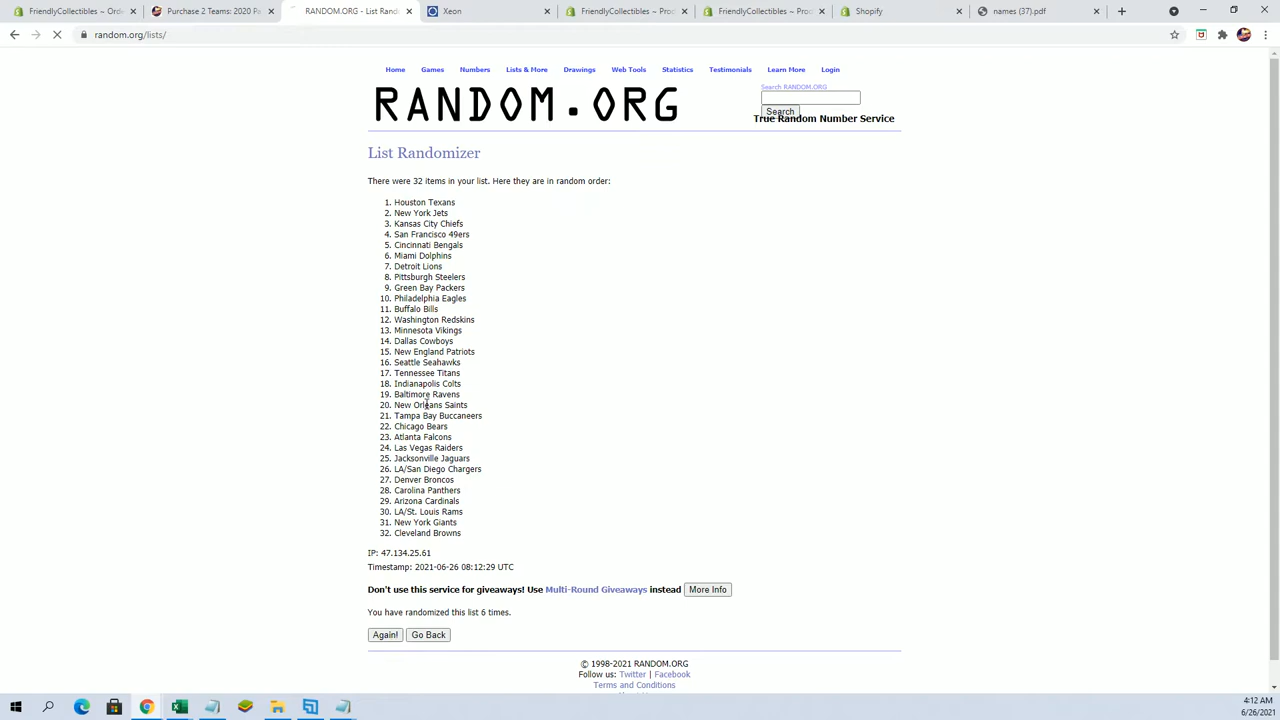 FriendlyCollectibles - Orders
Purchase 2 Teams: 2020 Pa
RANDOM.ORG - List Randomi
FriendlyCollectibles ~ Produc
FriendlyCollectibles ~ Produc
Shopify
names (37).pdf
random.org/lists/
Home Games Numbers Lists & More Drawings Web Tools Statistics Testimonials Learn More Login
Search RANDOM.ORG
RANDOM.ORG
Search
True Random Number Service
List Randomizer
There were 32 items in your list. Here they are in random order:
1. Houston Texans
2. New York Jets
3. Kansas City Chiefs
4. San Francisco 49ers
5. Cincinnati Bengals
6. Miami Dolphins
7. Detroit Lions
8. Pittsburgh Steelers
9. Green Bay Packers
10. Philadelphia Eagles
11. Buffalo Bills
12. Washington Redskins
13. Minnesota Vikings
14. Dallas Cowboys
15. New England Patriots
16. Seattle Seahawks
17. Tennessee Titans
18. Indianapolis Colts
19. Baltimore Ravens
20. New Orleans Saints
21. Tampa Bay Buccaneers
22. Chicago Bears
23. Atlanta Falcons
24. Las Vegas Raiders
25. Jacksonville Jaguars
26. LA/San Diego Chargers
27. Denver Broncos
28. Carolina Panthers
29. Arizona Cardinals
30. LA/St. Louis Rams
31. New York Giants
32. Cleveland Browns
IP: 47.134.25.61
Timestamp: 2021-06-26 08:12:29 UTC
Don't use this service for giveaways! Use Multi-Round Giveaways instead More Info
You have randomized this list 6 times.
Again! Go Back
© 1998-2021 RANDOM.ORG
Follow us: Twitter | Facebook
Terms and Conditions
4:12 AM
6/26/2021